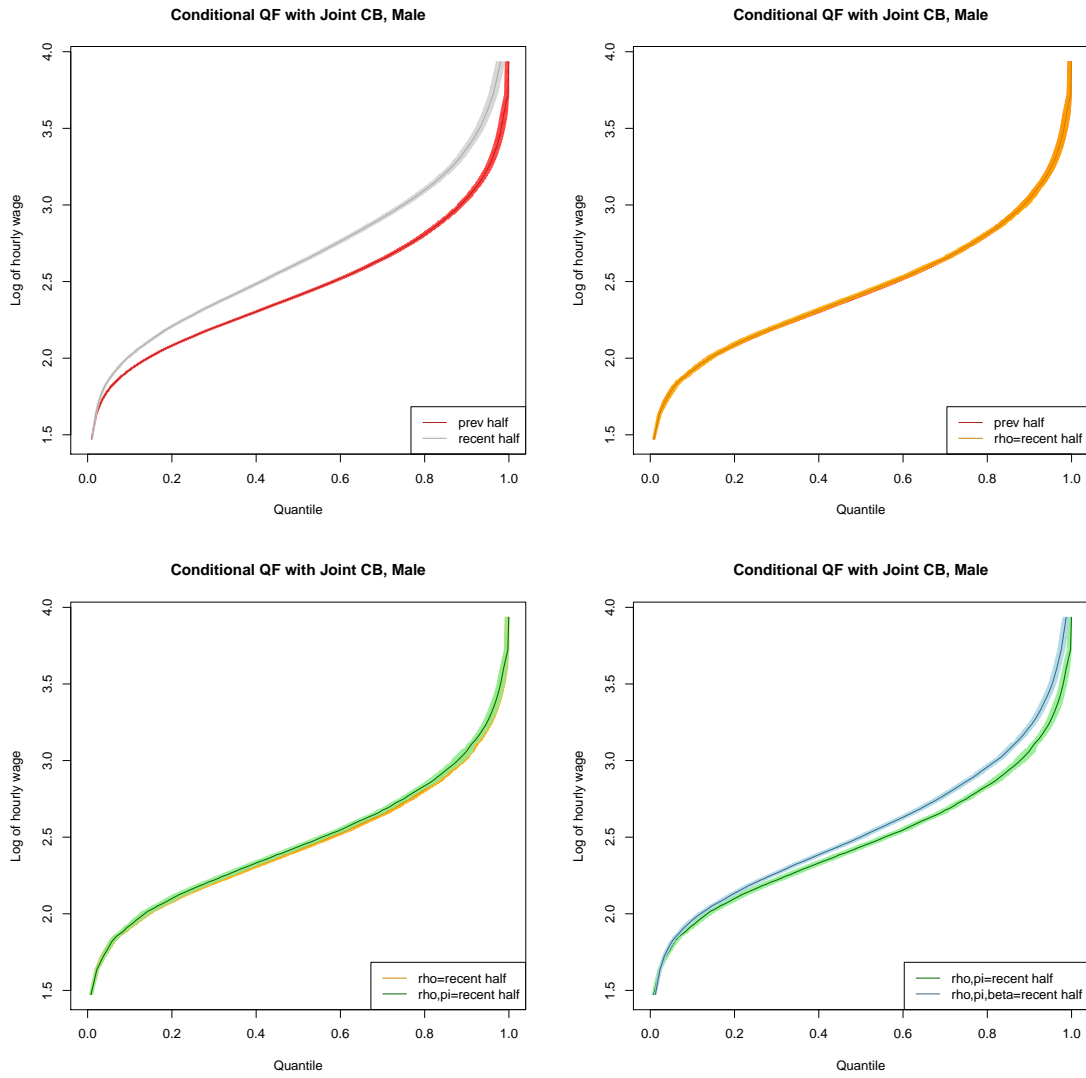 Conditional QF with Joint CB, Male
Log of hourly wage
4.0
3.5
3.0
2.5
2.0
1.5
prev half
recent half
0.0 0.2 0.4 0.6 0.8 1.0
Quantile
Conditional QF with Joint CB, Male
Log of hourly wage
4.0
3.5
3.0
2.5
2.0
1.5
prev half
rho=recent half
0.0 0.2 0.4 0.6 0.8 1.0
Quantile
Conditional QF with Joint CB, Male
Log of hourly wage
4.0
3.5
3.0
2.5
2.0
1.5
rho=recent half
rho,pi=recent half
0.0 0.2 0.4 0.6 0.8 1.0
Quantile
Conditional QF with Joint CB, Male
Log of hourly wage
4.0
3.5
3.0
2.5
2.0
1.5
rho,pi=recent half
rho,pi,beta=recent half
0.0 0.2 0.4 0.6 0.8 1.0
Quantile